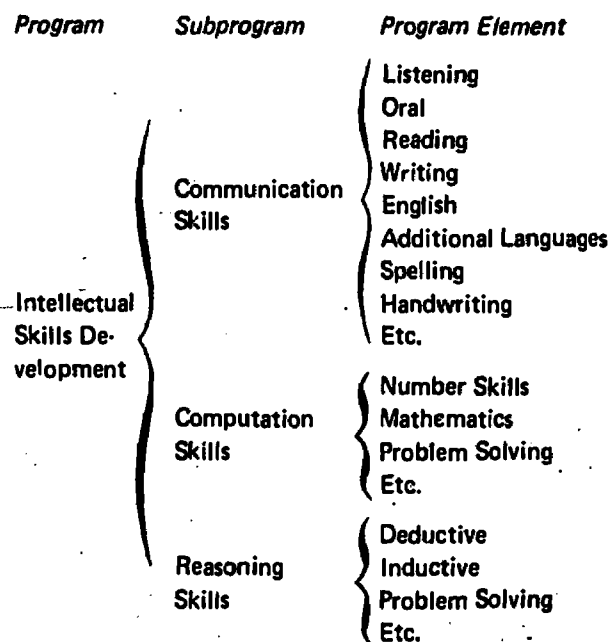 Program Subprogram Program Element
Listening
Oral
Reading
Writing
Communication
Skills
English
Additional Languages
Spelling
Handwriting
Etc.
Intellectual
Skills De-
velopment
Number Skills
Computation
Skills
Mathematics
Problem Solving
Etc.
Deductive
Reasoning
Skills
Inductive
Problem Solving
Etc.